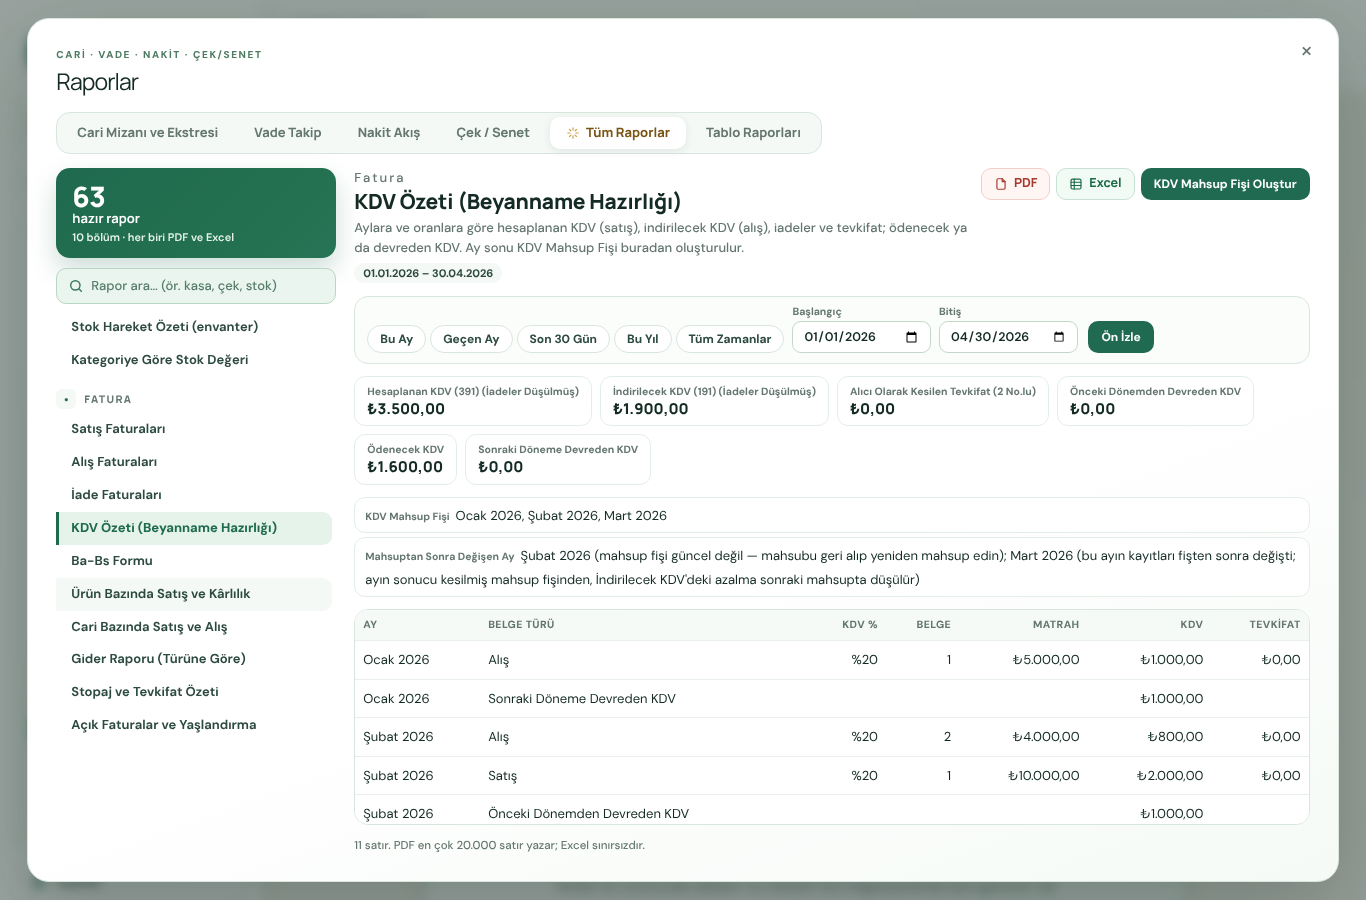 CARİ · VADE · NAKİT · ÇEK/SENET
Raporlar
×
Cari Mizanı ve Ekstresi
Vade Takip
Nakit Akış
Çek / Senet
Tüm Raporlar
Tablo Raporları
63
hazır rapor
10 bölüm · her biri PDF ve Excel
Rapor ara... (ör. kasa, çek, stok)
Stok Hareket Özeti (envanter)
Kategoriye Göre Stok Değeri
FATURA
Satış Faturaları
Alış Faturaları
İade Faturaları
KDV Özeti (Beyanname Hazırlığı)
Ba-Bs Formu
Ürün Bazında Satış ve Kârlılık
Cari Bazında Satış ve Alış
Gider Raporu (Türüne Göre)
Stopaj ve Tevkifat Özeti
Açık Faturalar ve Yaşlandırma
Fatura
KDV Özeti (Beyanname Hazırlığı)
Aylara ve oranlara göre hesaplanan KDV (satış), indirilecek KDV (alış), iadeler ve tevkifat; ödenecek ya
da devreden KDV. Ay sonu KDV Mahsup Fişi buradan oluşturulur.
01.01.2026 – 30.04.2026
PDF
Excel
KDV Mahsup Fişi Oluştur
Bu Ay
Geçen Ay
Son 30 Gün
Bu Yıl
Tüm Zamanlar
Başlangıç
01/01/2026
Bitiş
04/30/2026
Ön İzle
Hesaplanan KDV (391) (İadeler Düşülmüş)
₺3.500,00
İndirilecek KDV (191) (İadeler Düşülmüş)
₺1.900,00
Alıcı Olarak Kesilen Tevkifat (2 No.lu)
₺0,00
Önceki Dönemden Devreden KDV
₺0,00
Ödenecek KDV
₺1.600,00
Sonraki Döneme Devreden KDV
₺0,00
KDV Mahsup Fişi Ocak 2026, Şubat 2026, Mart 2026
Mahsuptan Sonra Değişen Ay Şubat 2026 (mahsup fişi güncel değil — mahsubu geri alıp yeniden mahsup edin); Mart 2026 (bu ayın kayıtları fişten sonra değişti;
ayın sonucu kesilmiş mahsup fişinden, İndirilecek KDV'deki azalma sonraki mahsupta düşülür)
AY BELGE TÜRÜ KDV % BELGE MATRAH KDV TEVKİFAT
Ocak 2026 Alış %20 1 ₺5.000,00 ₺1.000,00 ₺0,00
Ocak 2026 Sonraki Döneme Devreden KDV ₺1.000,00
Şubat 2026 Alış %20 2 ₺4.000,00 ₺800,00 ₺0,00
Şubat 2026 Satış %20 1 ₺10.000,00 ₺2.000,00 ₺0,00
Şubat 2026 Önceki Dönemden Devreden KDV ₺1.000,00
11 satır. PDF en çok 20.000 satır yazar; Excel sınırsızdır.